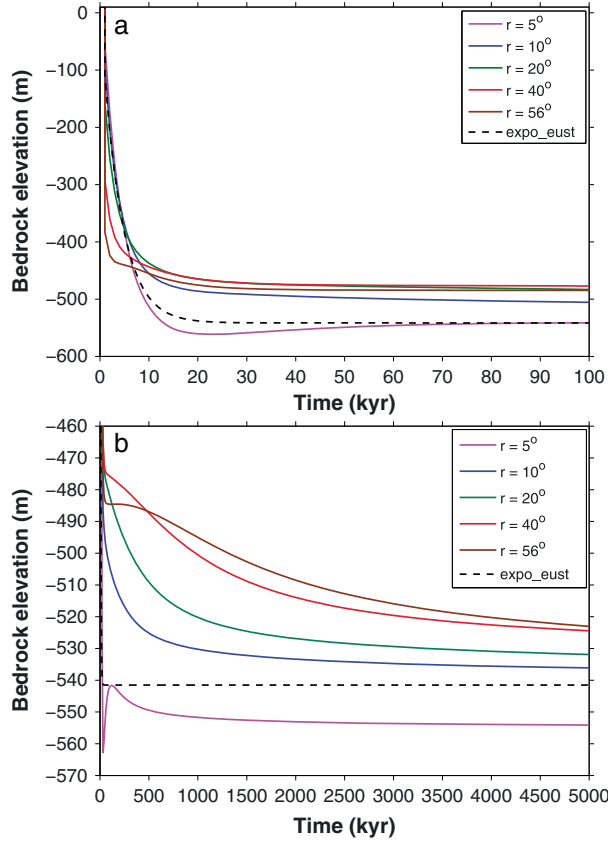 a
Bedrock elevation (m)
0
−100
−200
−300
−400
−500
−600
0 10 20 30 40 50 60 70 80 90 100
Time (kyr)
r = 5°
r = 10°
r = 20°
r = 40°
r = 56°
expo_eust
b
Bedrock elevation (m)
−460
−470
−480
−490
−500
−510
−520
−530
−540
−550
−560
−570
0 500 1000 1500 2000 2500 3000 3500 4000 4500 5000
Time (kyr)
r = 5°
r = 10°
r = 20°
r = 40°
r = 56°
expo_eust